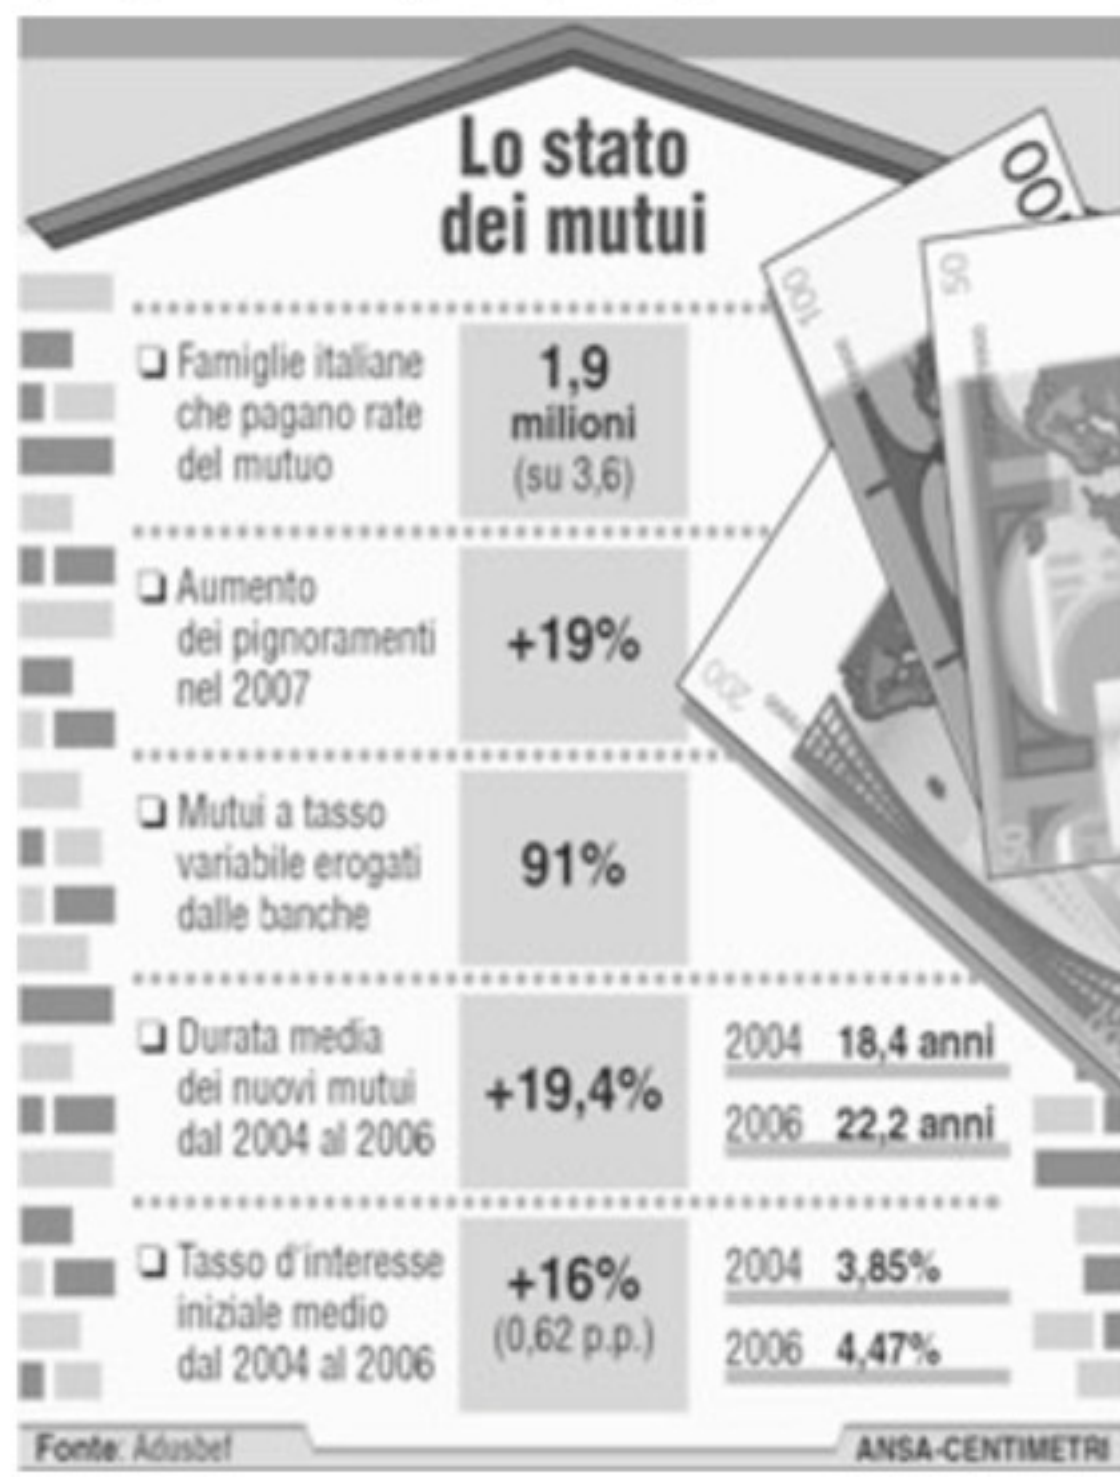 Lo stato
dei mutui
❑ Famiglie italiane
che pagano rate
del mutuo
1,9
milioni
(su 3,6)
❑ Aumento
dei pignoramenti
nel 2007
+19%
❑ Mutui a tasso
variabile erogati
dalle banche
91%
❑ Durata media
dei nuovi mutui
dal 2004 al 2006
+19,4%
2004 18,4 anni
2006 22,2 anni
❑ Tasso d'interesse
iniziale medio
dal 2004 al 2006
+16%
(0,62 p.p.)
2004 3,85%
2006 4,47%
Fonte: Adusbef
ANSA-CENTIMETRI
100
50
200